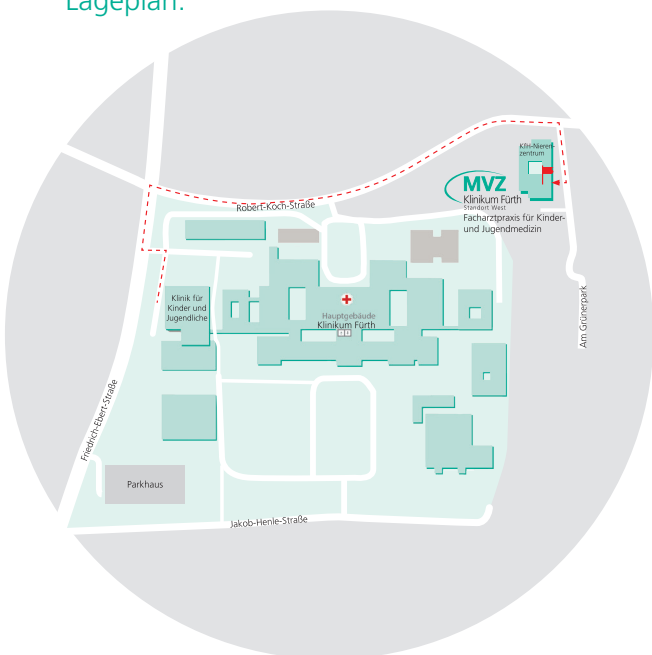 Lageplan:
KfH-Nieren-
zentrum
MVZ
Klinikum Fürth
Standort West
Facharztpraxis für Kinder-
und Jugendmedizin
Robert-Koch-Straße
Klinik für
Kinder und
Jugendliche
Hauptgebäude
Klinikum Fürth
Am Grünerpark
Friedrich-Ebert-Straße
Parkhaus
Jakob-Henle-Straße